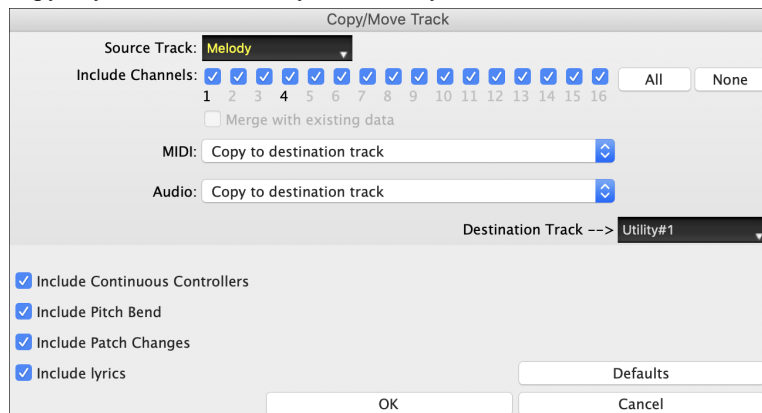 Copy/Move Track
Source Track: Melody
Include Channels: All None
1 2 3 4 5 6 7 8 9 10 11 12 13 14 15 16
Merge with existing data
MIDI: Copy to destination track
Audio: Copy to destination track
Destination Track --> Utility#1
Include Continuous Controllers
Include Pitch Bend
Include Patch Changes
Include lyrics Defaults
OK Cancel